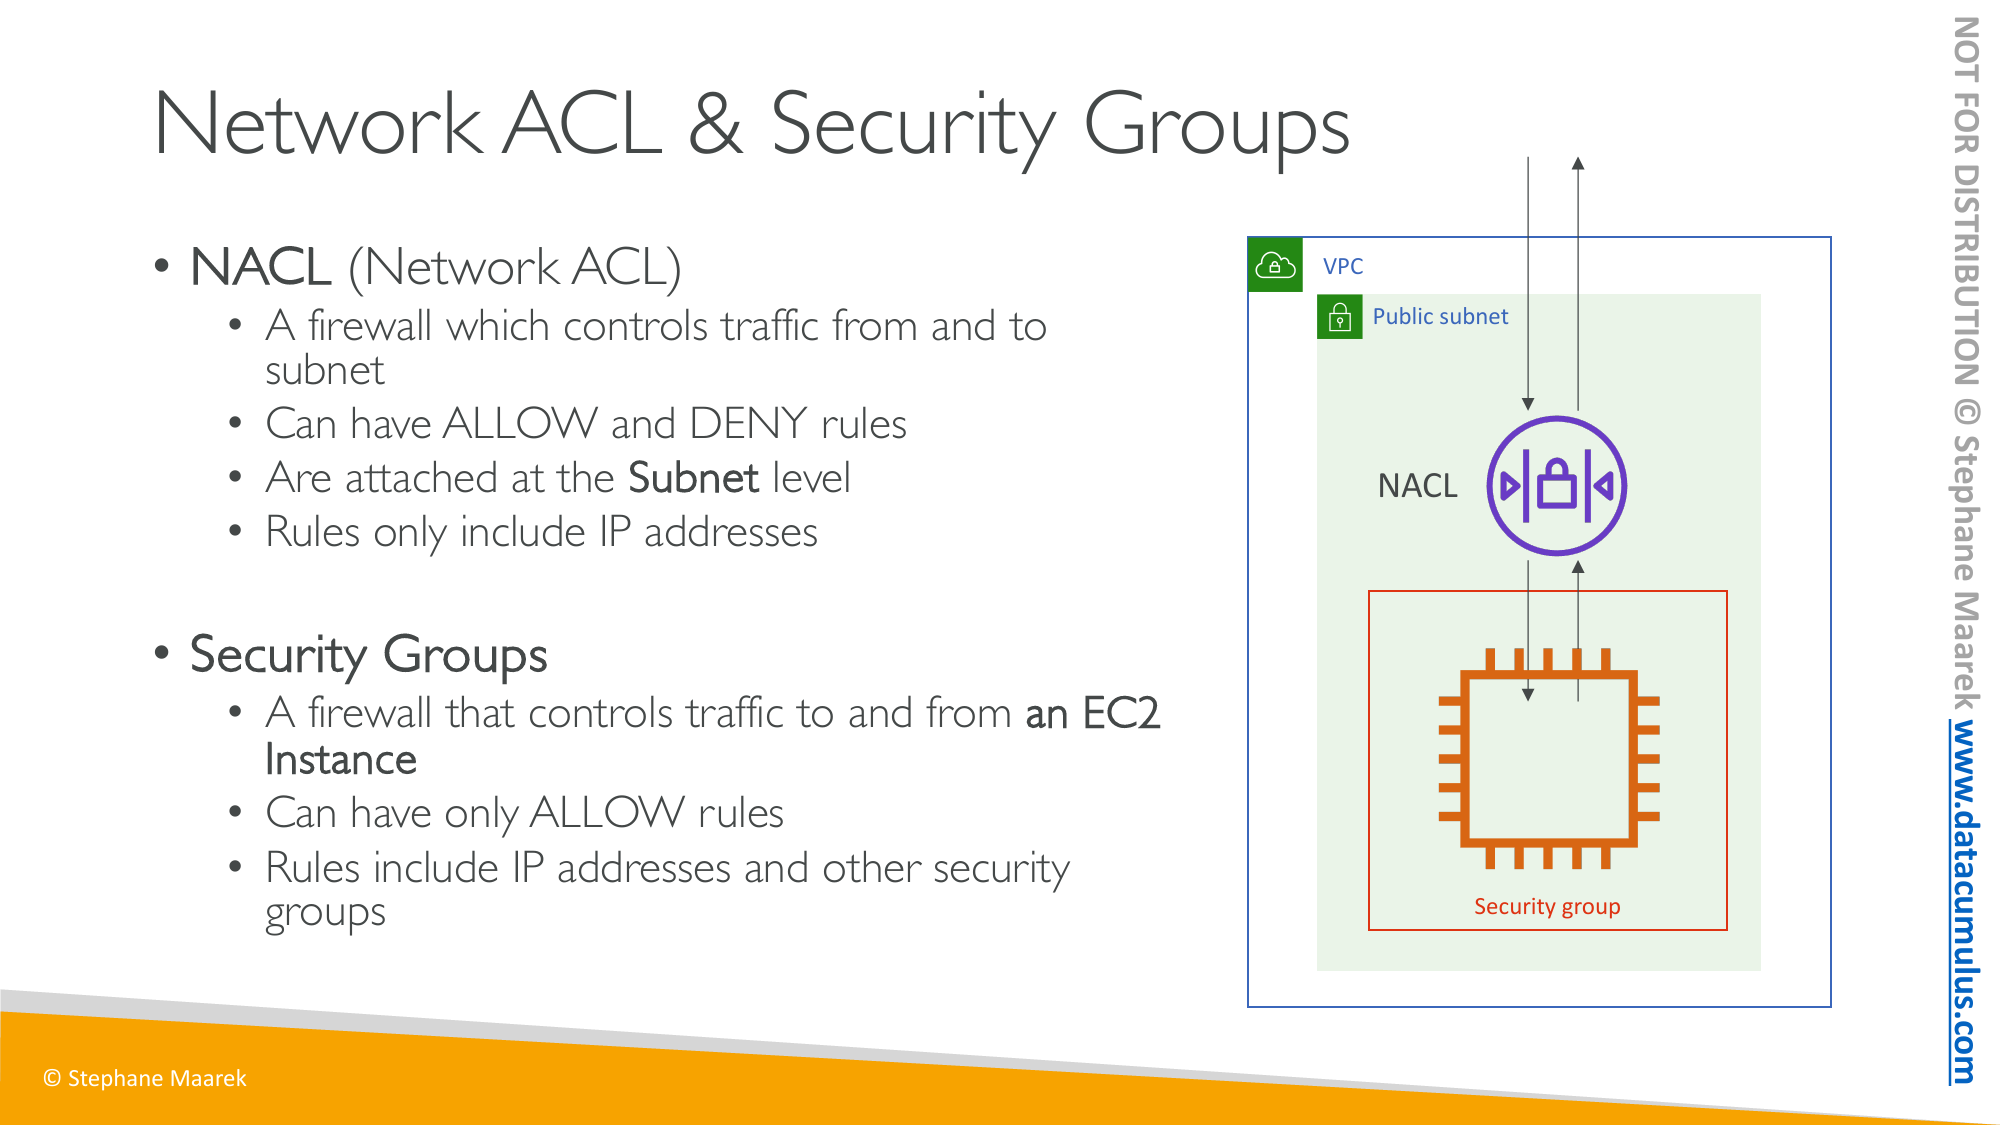 Network ACL & Security Groups
• NACL (Network ACL)
• A firewall which controls traffic from and to
subnet
• Can have ALLOW and DENY rules
• Are attached at the Subnet level
• Rules only include IP addresses
• Security Groups
• A firewall that controls traffic to and from an EC2
Instance
• Can have only ALLOW rules
• Rules include IP addresses and other security
groups
VPC
Public subnet
NACL
Security group
© Stephane Maarek
NOT FOR DISTRIBUTION © Stephane Maarek www.datacumulus.com